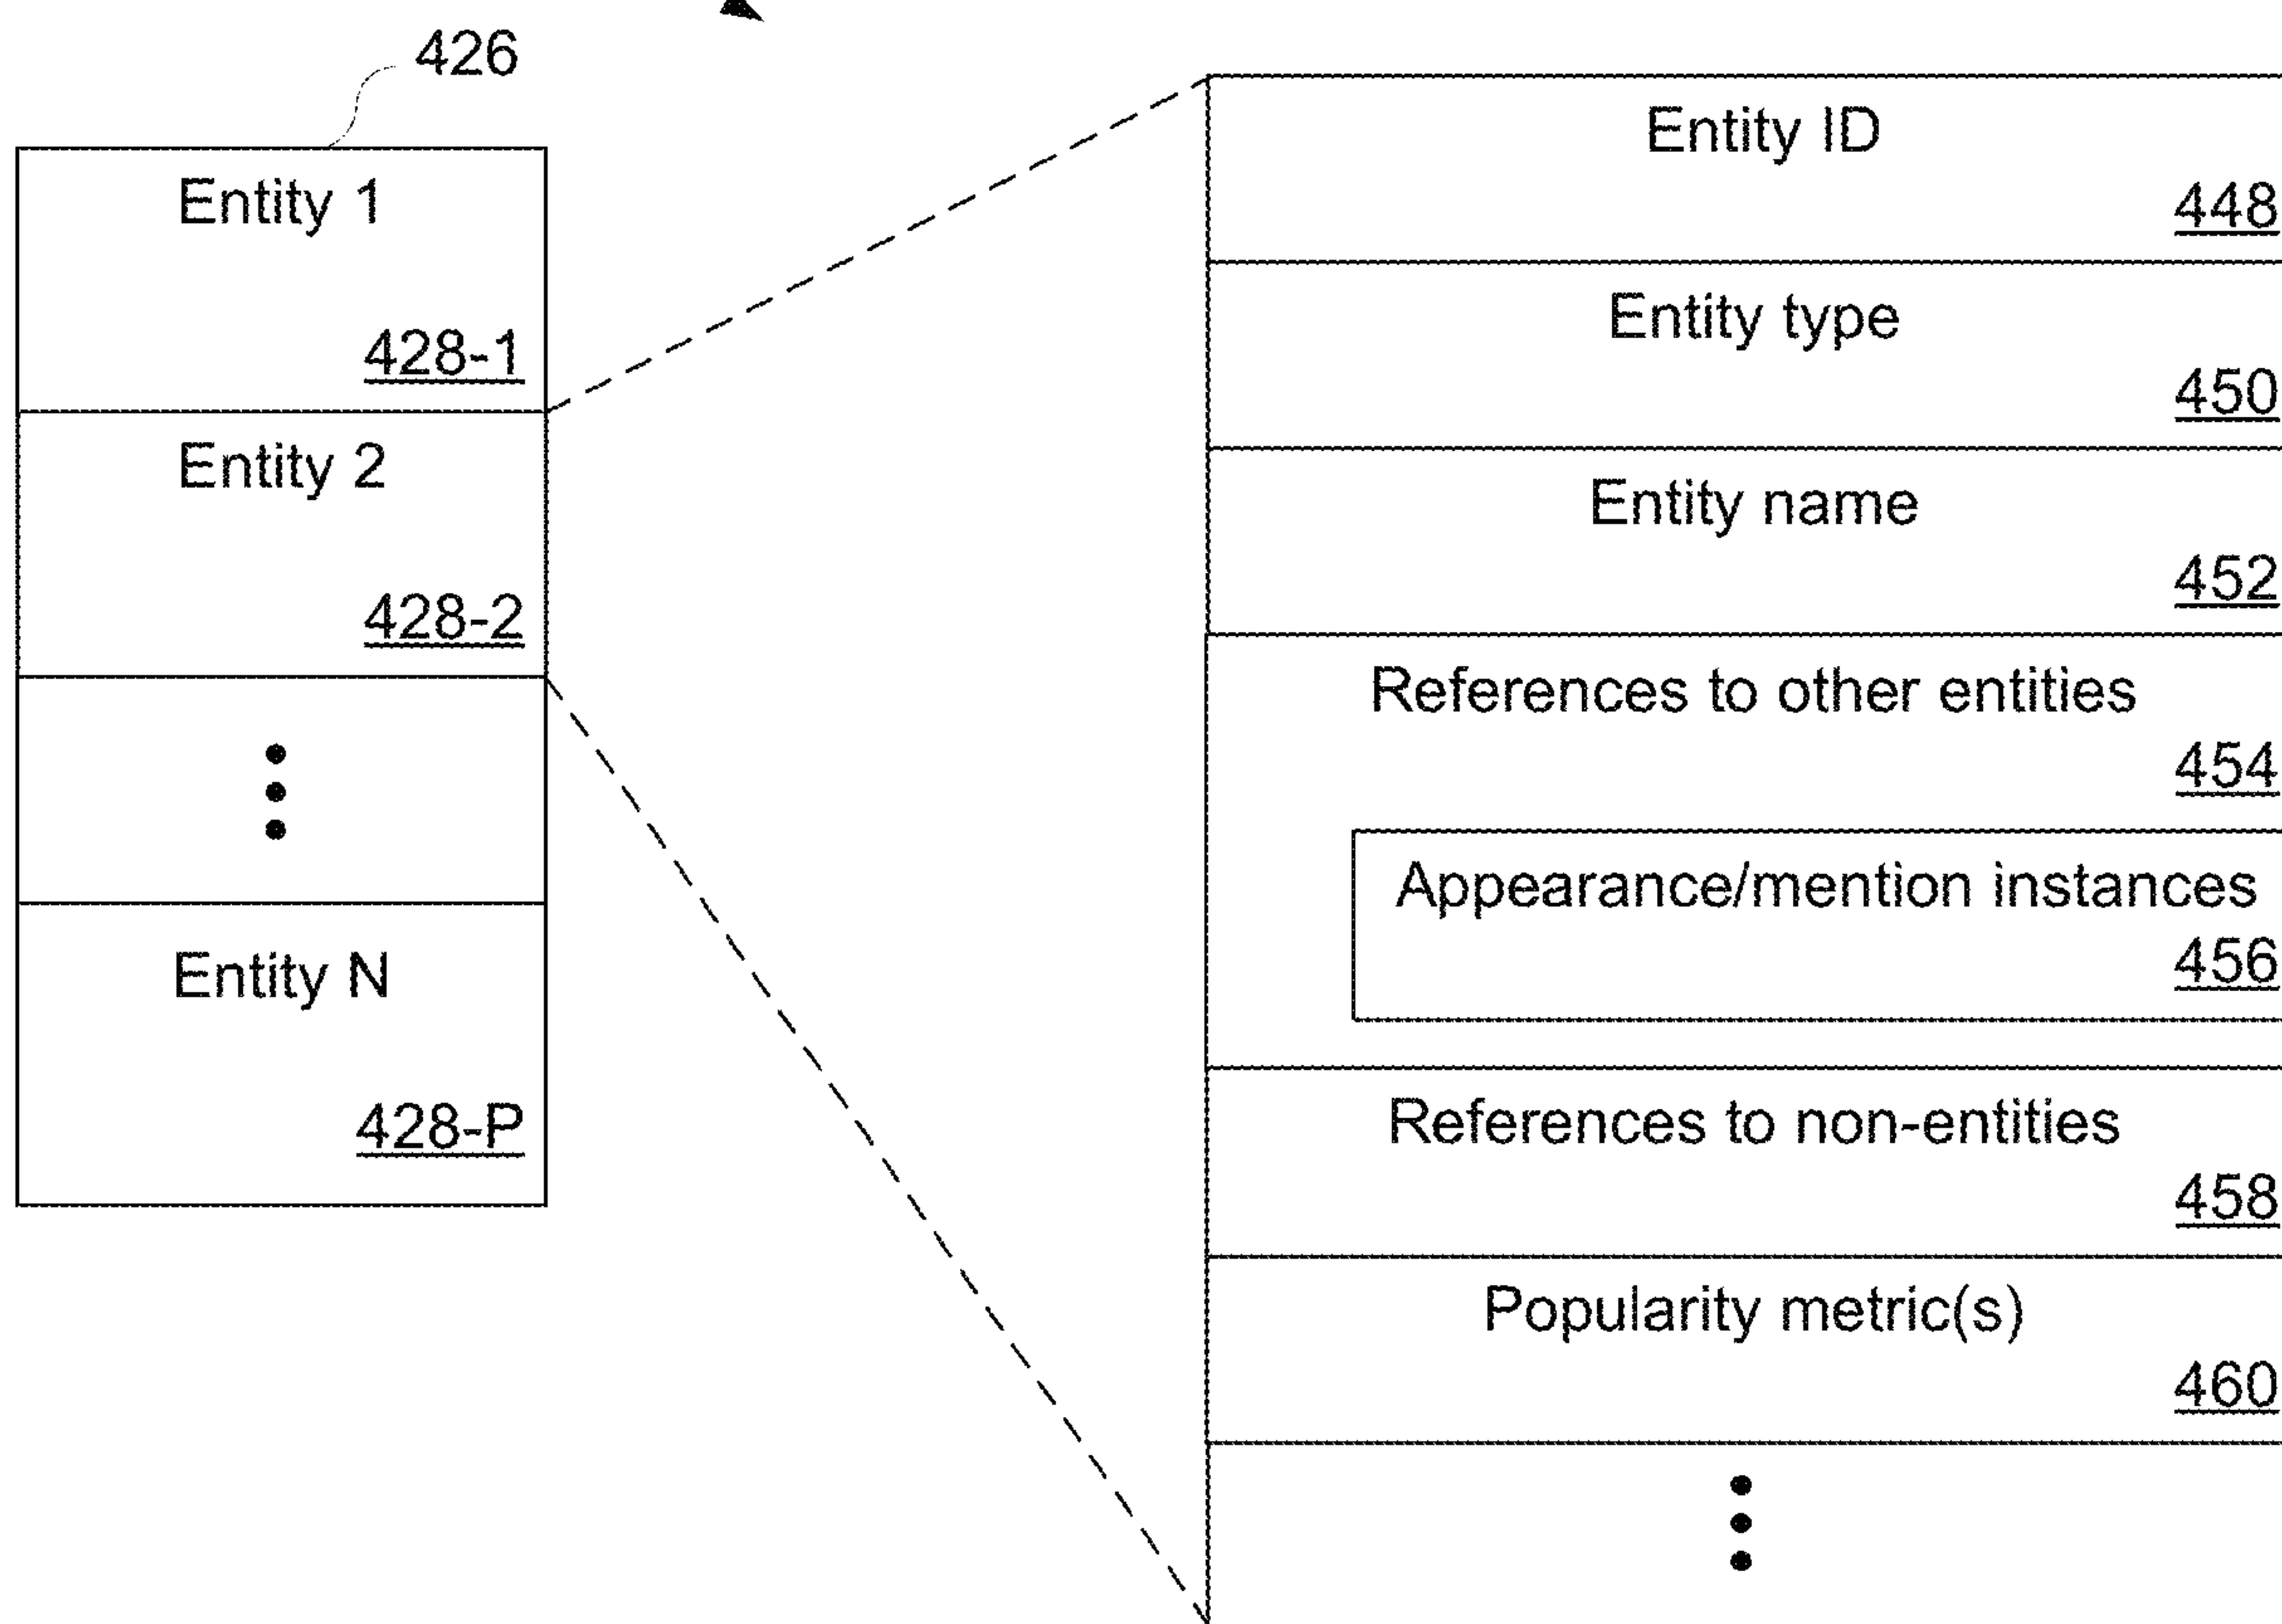 426
Entity 1
428-1
Entity 2
428-2
Entity N
428-P
Entity ID
448
Entity type
450
Entity name
452
References to other entities
454
Appearance/mention instances
456
References to non-entities
458
Popularity metric(s)
460